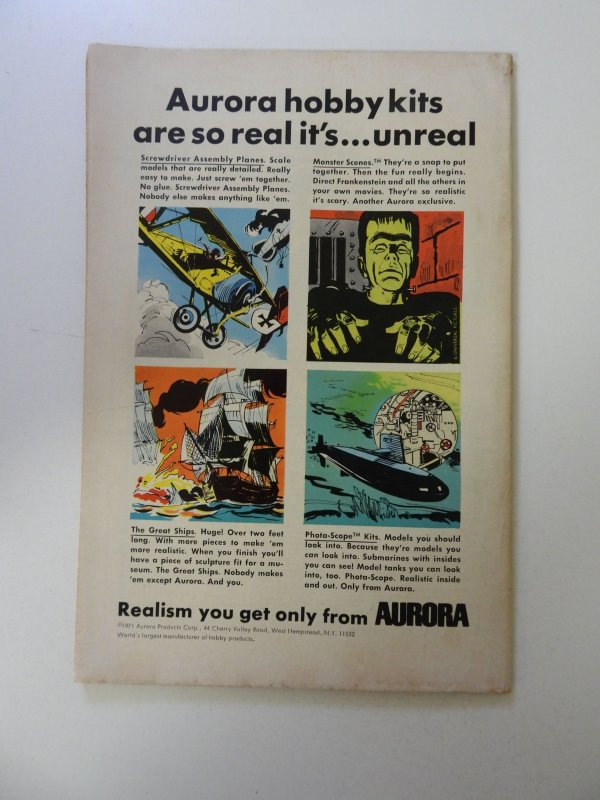 Aurora hobby kits
are so real it's...unreal
Screwdriver Assembly Planes. Scale
models that are really detailed. Really
easy to make. Just screw 'em together.
No glue. Screwdriver Assembly Planes.
Nobody else makes anything like 'em.
Monster Scenes.™ They're a snap to put
together. Then the fun really begins.
Direct Frankenstein and all the others in
your own movies. They're so realistic
it's scary. Another Aurora exclusive.
The Great Ships. Huge! Over two feet
long. With more pieces to make 'em
more realistic. When you finish you'll
have a piece of sculpture fit for a mu-
seum. The Great Ships. Nobody makes
'em except Aurora. And you.
Photo-Scope™ Kits. Models you should
look into. Because they're models you
can look into. Submarines with insides
you can see! Model tanks you can look
into, too. Photo-Scope. Realistic inside
and out. Only from Aurora.
Realism you get only from AURORA
©1971 Aurora Products Corp., 44 Cherry Valley Road, West Hempstead, N.Y. 11552
World's largest manufacturer of hobby products.